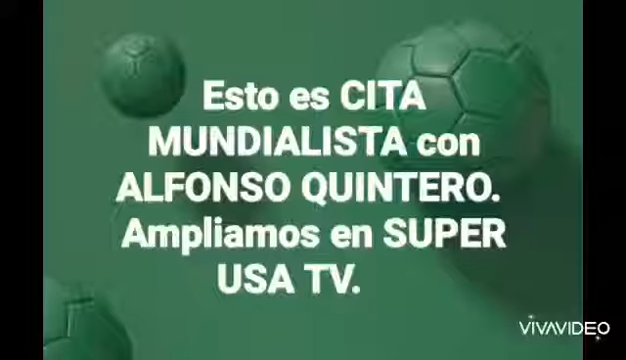 Esto es CITA
MUNDIALISTA con
ALFONSO QUINTERO.
Ampliamos en SUPER
USA TV.
VIVAVIDEO